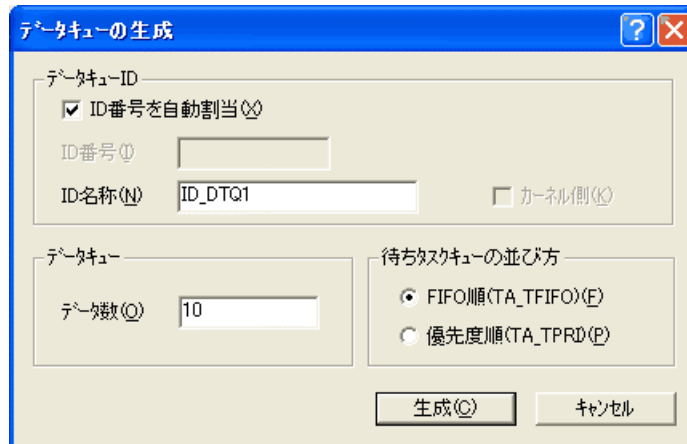 データキューの生成
データキューID
ID番号を自動割当(X)
ID番号(I)
ID名称(N) ID_DTQ1 カーネル側(K)
データキュー
データ数(O) 10
待ちタスクキューの並び方
FIFO順(TA_TFIFO)(F)
優先度順(TA_TPRI)(P)
生成(C) キャンセル